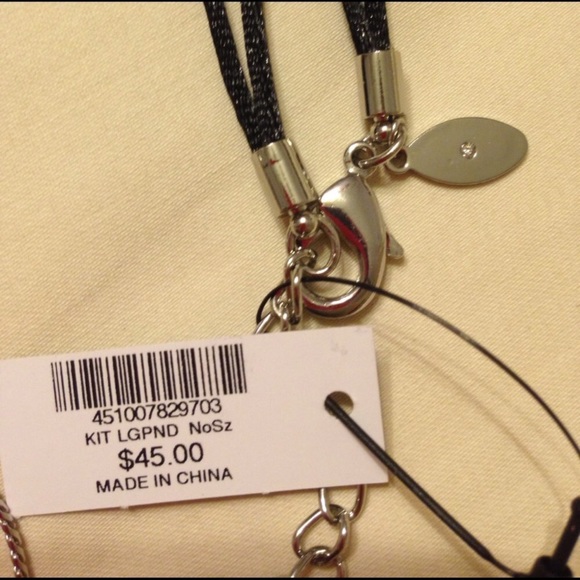 451007829703
KIT LGPND NoSz
$45.00
MADE IN CHINA